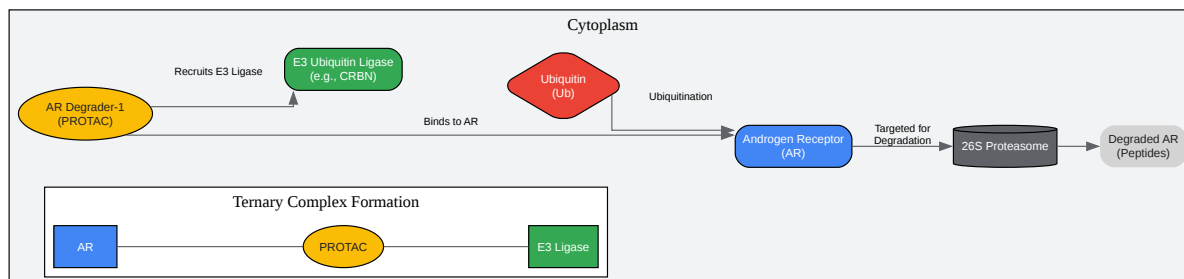 Cytoplasm
Recruits E3 Ligase
E3 Ubiquitin Ligase
(e.g., CRBN)
Ubiquitin
(Ub)
Ubiquitination
AR Degrader-1
(PROTAC)
Binds to AR
Androgen Receptor
(AR)
Targeted for
Degradation
26S Proteasome
Degraded AR
(Peptides)
Ternary Complex Formation
AR
PROTAC
E3 Ligase